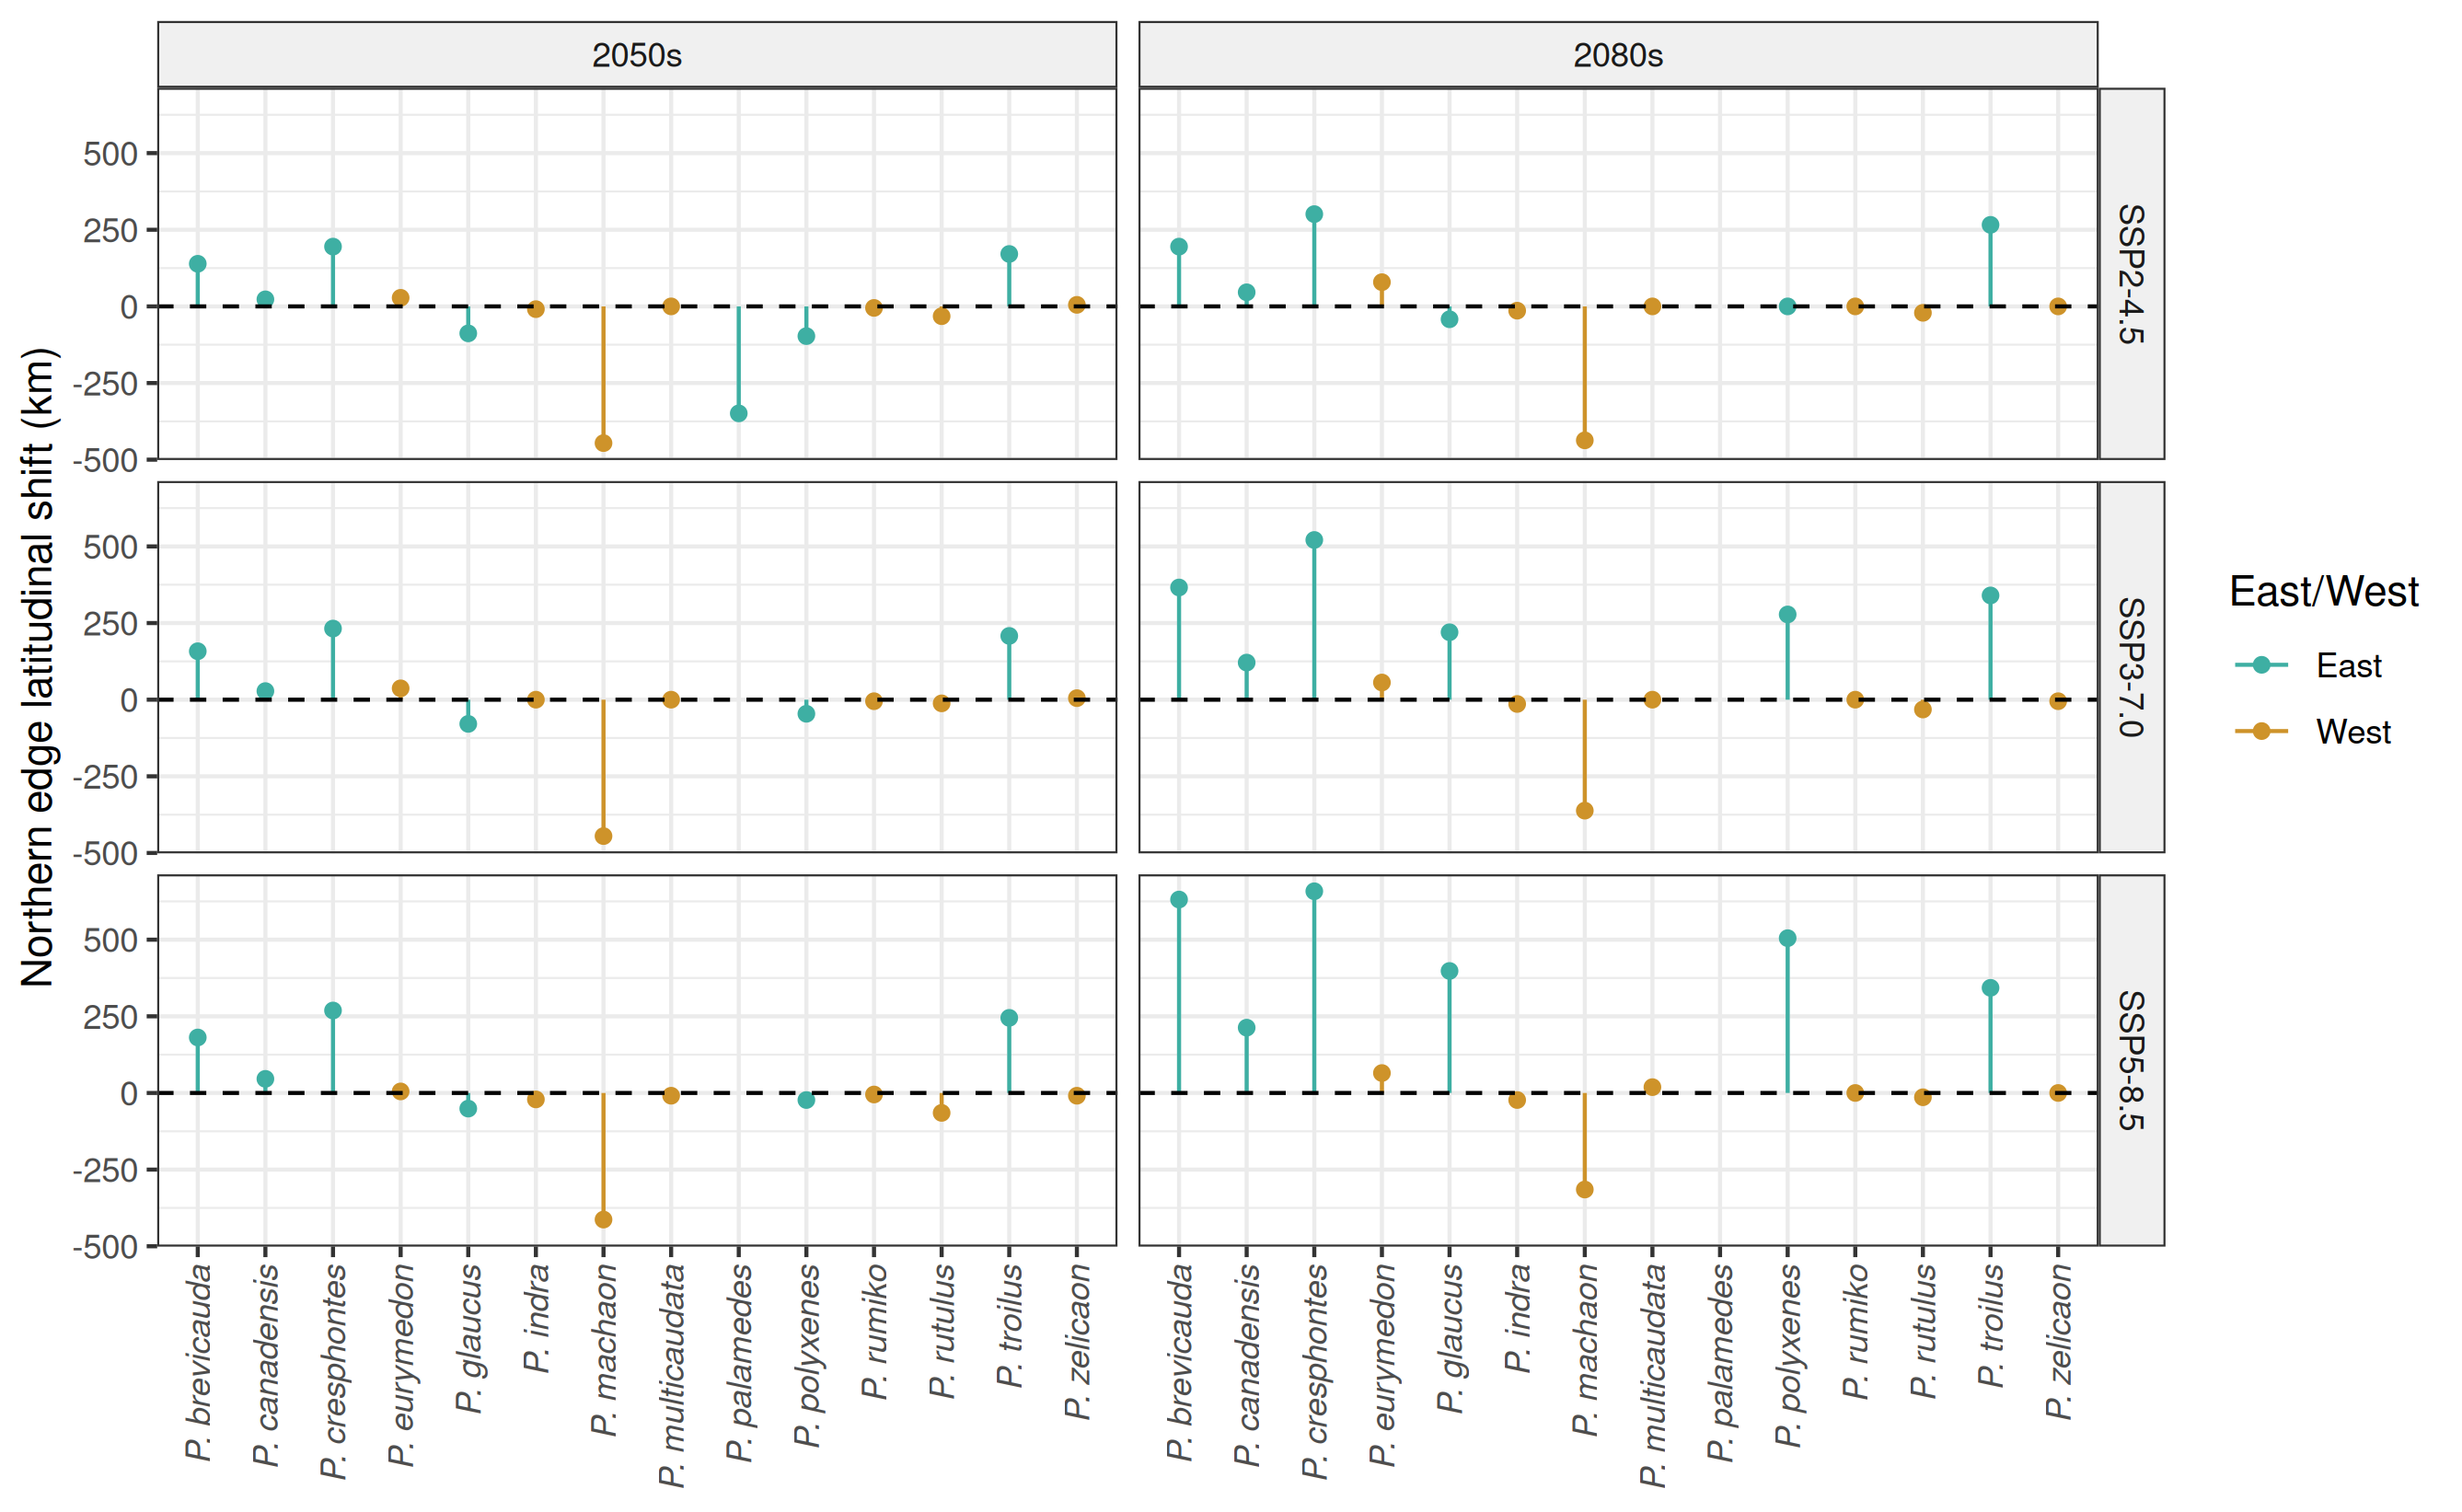 2050s
2080s
Northern edge latitudinal shift (km)
500
250
0
-250
-500
SSP2-4.5
500
250
0
-250
-500
SSP3-7.0
500
250
0
-250
-500
SSP5-8.5
P. brevicauda
P. canadensis
P. cresphontes
P. eurymedon
P. glaucus
P. indra
P. machaon
P. multicaudata
P. palamedes
P. polyxenes
P. rumiko
P. rutulus
P. troilus
P. zelicaon
P. brevicauda
P. canadensis
P. cresphontes
P. eurymedon
P. glaucus
P. indra
P. machaon
P. multicaudata
P. palamedes
P. polyxenes
P. rumiko
P. rutulus
P. troilus
P. zelicaon
East/West
East
West